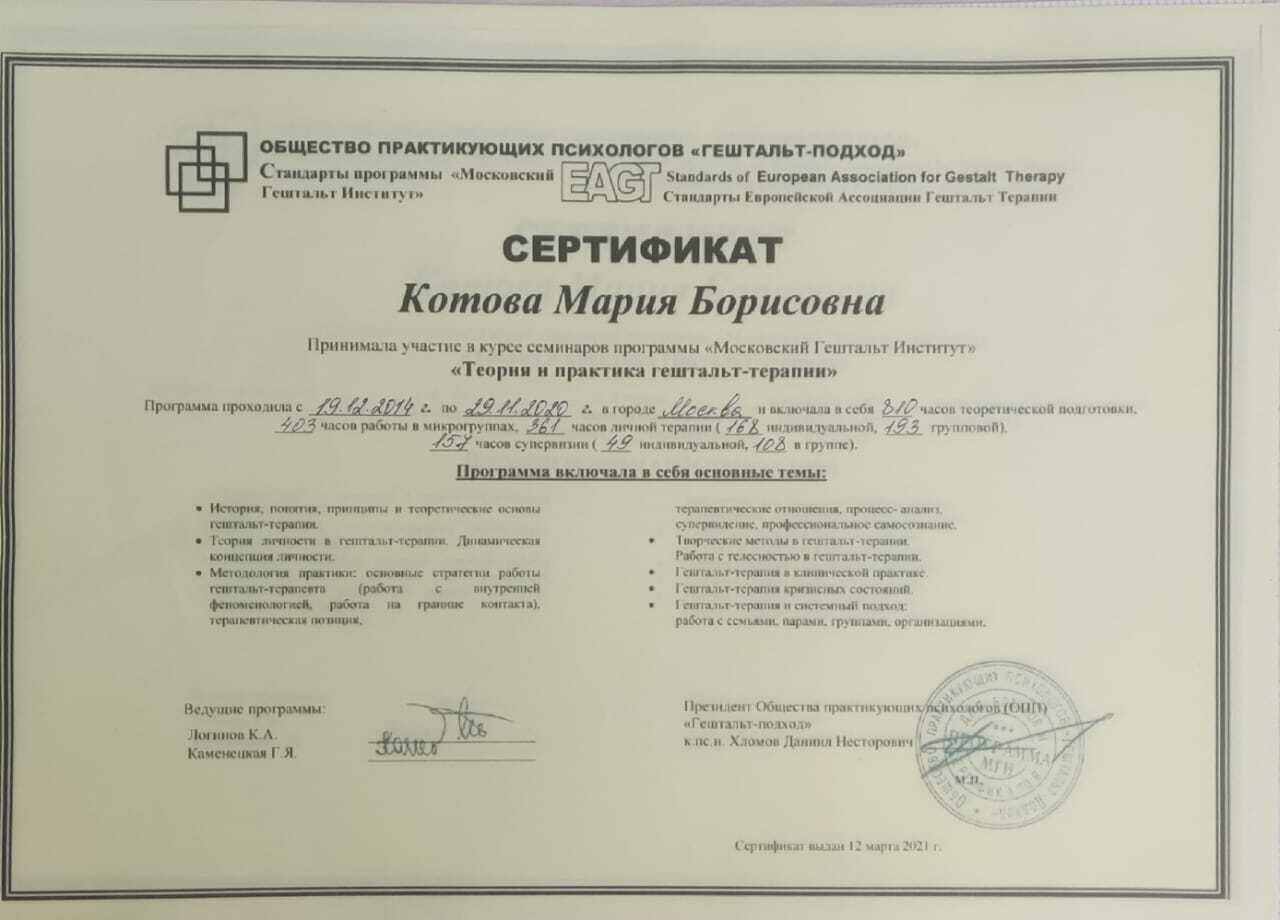 ОБЩЕСТВО ПРАКТИКУЮЩИХ ПСИХОЛОГОВ «ГЕШТАЛЬТ-ПОДХОД»
Стандарты программы «Московский Гештальт Институт»
EAGT
Standards of European Association for Gestalt Therapy
Стандарты Европейской Ассоциации Гештальт Терапии
СЕРТИФИКАТ
Котова Мария Борисовна
Принимала участие в курсе семинаров программы «Московский Гештальт Институт»
«Теория и практика гештальт-терапии»
Программа проходила с 19.12.2014 г. по 29.11.2020 г. в городе Москва и включала в себя 810 часов теоретической подготовки,
403 часов работы в микрогруппах, 361 часов личной терапии ( 168 индивидуальной, 193 групповой),
157 часов супервизии ( 49 индивидуальной, 108 в группе).
Программа включала в себя основные темы:
• История, понятия, принципы и теоретические основы
гештальт-терапии.
• Теория личности в гештальт-терапии. Динамическая
концепция личности.
• Методология практики: основные стратегии работы
гештальт-терапевта (работа с внутренней
феноменологией, работа на границе контакта),
терапевтическая позиция,
терапевтические отношения, процесс- анализ,
супервидение, профессиональное самосознание.
• Творческие методы в гештальт-терапии.
Работа с телесностью в гештальт-терапии.
• Гештальт-терапия в клинической практике.
• Гештальт-терапия кризисных состояний.
• Гештальт-терапия и системный подход:
работа с семьями, парами, группами, организациями.
Ведущие программы:
Логинов К.А.
Каменецкая Г.Я.
Президент Общества практикующих психологов (ОПП)
«Гештальт-подход»
к.пс.н. Хломов Даниил Несторович
М.П.
ПРОГРАММА
МГИ
Сертификат выдан 12 марта 2021 г.